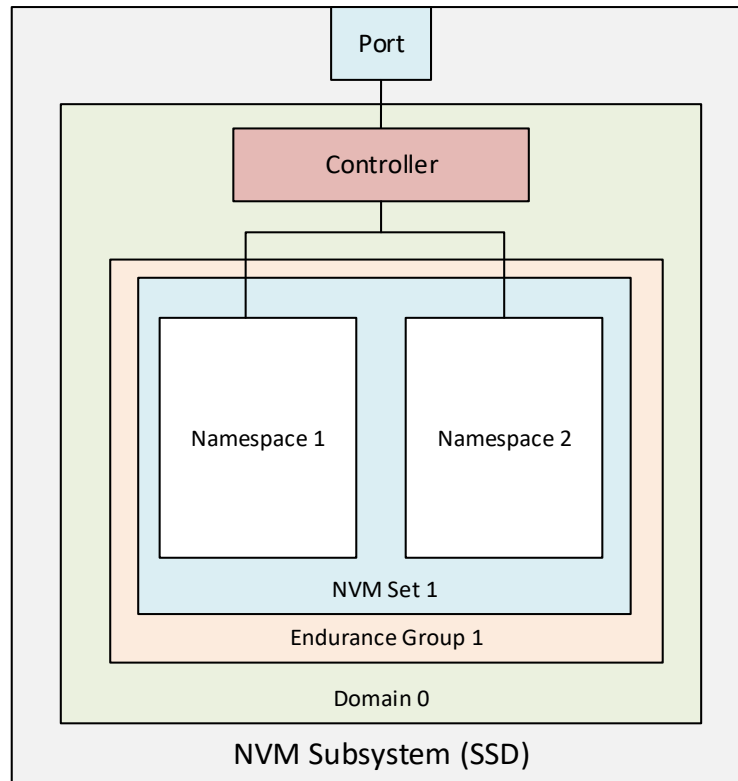 Port
Controller
Namespace 1
Namespace 2
NVM Set 1
Endurance Group 1
Domain 0
NVM Subsystem (SSD)